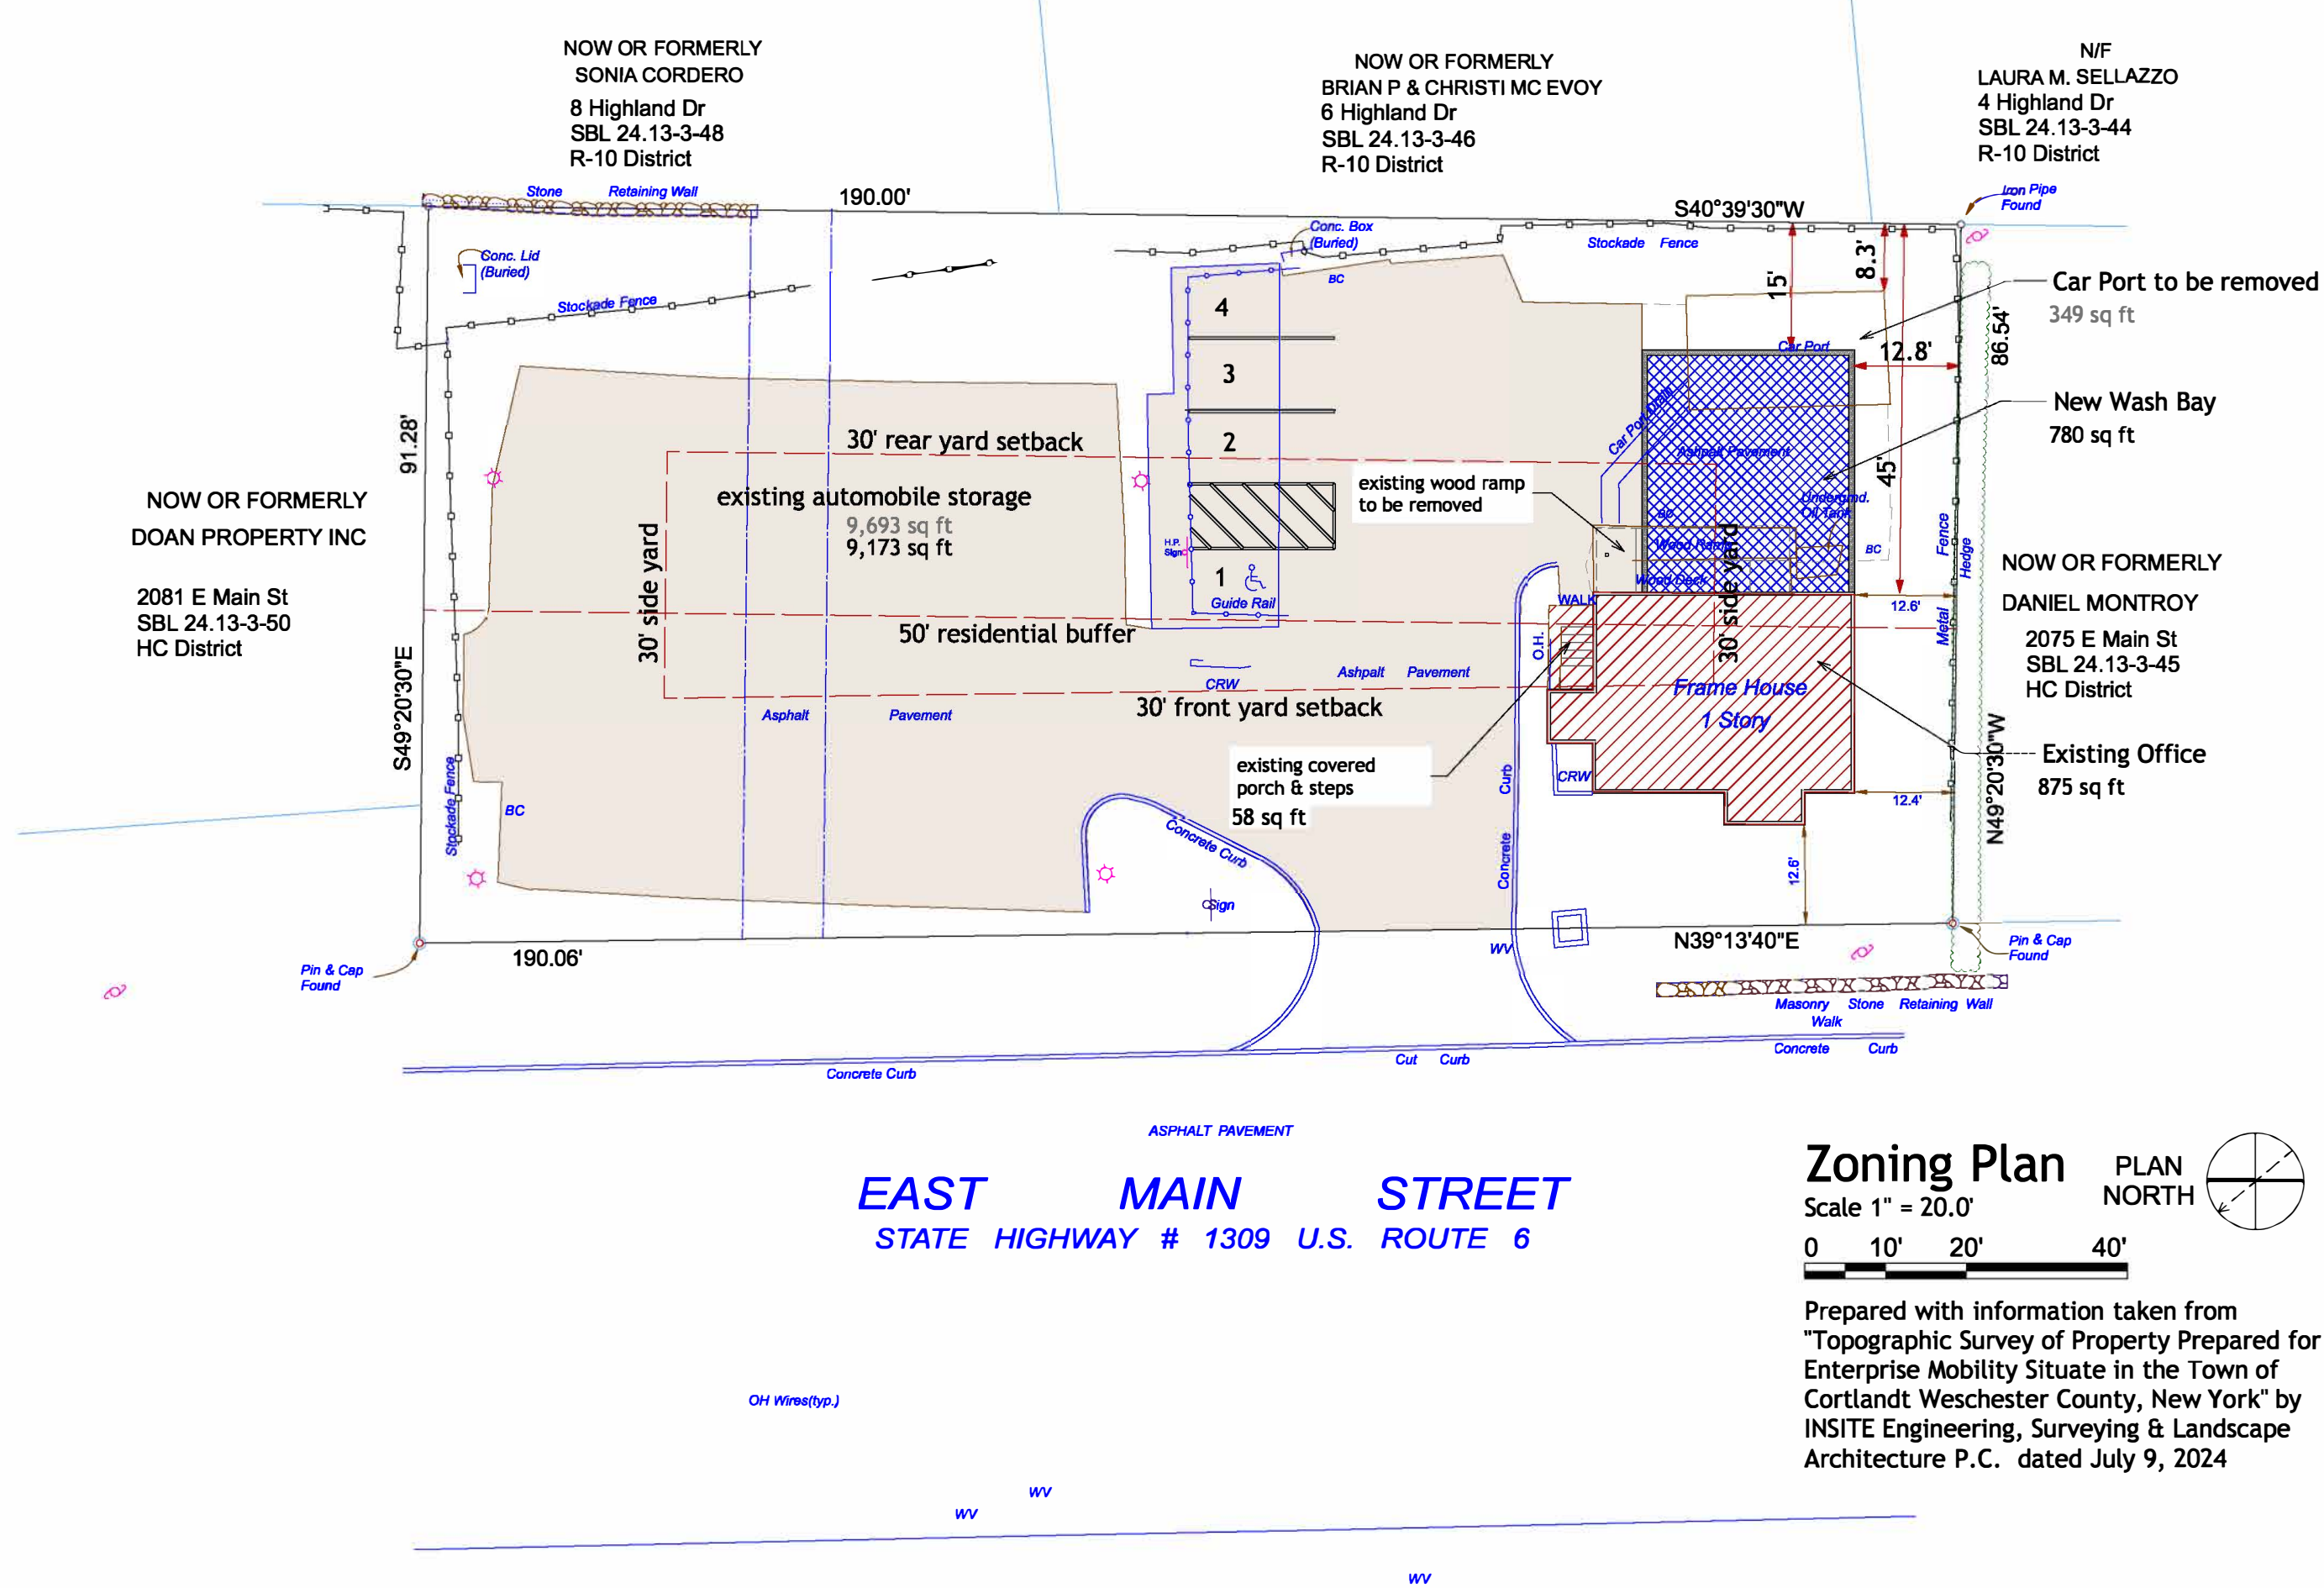 NOW OR FORMERLY
SONIA CORDERO
8 Highland Dr
SBL 24.13-3-48
R-10 District
NOW OR FORMERLY
BRIAN P & CHRISTI MC EVOY
6 Highland Dr
SBL 24.13-3-46
R-10 District
N/F
LAURA M. SELLAZZO
4 Highland Dr
SBL 24.13-3-44
R-10 District
Stone Retaining Wall
190.00'
S40°39'30"W
Iron Pipe
Found
Conc. Lid
(Buried)
Conc. Box
(Buried)
Stockade Fence
Stockade Fence
BC
15'
8.3'
Car Port to be removed
349 sq ft
86.54'
4
3
2
1
Car Port
12.8'
New Wash Bay
780 sq ft
Car Port Drain
Ashpalt Pavement
45'
Undergrnd.
Oil Tank
91.28'
30' rear yard setback
existing automobile storage
9,693 sq ft
9,173 sq ft
30' side yard
existing wood ramp
to be removed
BC
Wood Ramp
Wood Deck
30' side yard
BC
H.P.
Sign
Guide Rail
Metal Fence
Hedge
NOW OR FORMERLY
DOAN PROPERTY INC
2081 E Main St
SBL 24.13-3-50
HC District
NOW OR FORMERLY
DANIEL MONTROY
2075 E Main St
SBL 24.13-3-45
HC District
WALK
12.6'
50' residential buffer
O.H.
CRW
Ashpalt Pavement
Asphalt Pavement
30' front yard setback
Frame House
1 Story
S49°20'30"E
N49°20'30"W
Existing Office
875 sq ft
existing covered
porch & steps
58 sq ft
CRW
12.4'
Stockade Fence
BC
Concrete Curb
Concrete Curb
12.6'
Sign
190.06'
WV
N39°13'40"E
Pin & Cap
Found
Pin & Cap
Found
Masonry Stone Retaining Wall
Walk
Concrete Curb
Cut Curb
Concrete Curb
ASPHALT PAVEMENT
EAST MAIN STREET
STATE HIGHWAY # 1309 U.S. ROUTE 6
Zoning Plan
Scale 1" = 20.0'
PLAN
NORTH
0 10' 20' 40'
Prepared with information taken from
"Topographic Survey of Property Prepared for
Enterprise Mobility Situate in the Town of
Cortlandt Weschester County, New York" by
INSITE Engineering, Surveying & Landscape
Architecture P.C. dated July 9, 2024
OH Wires(typ.)
WV
WV
WV